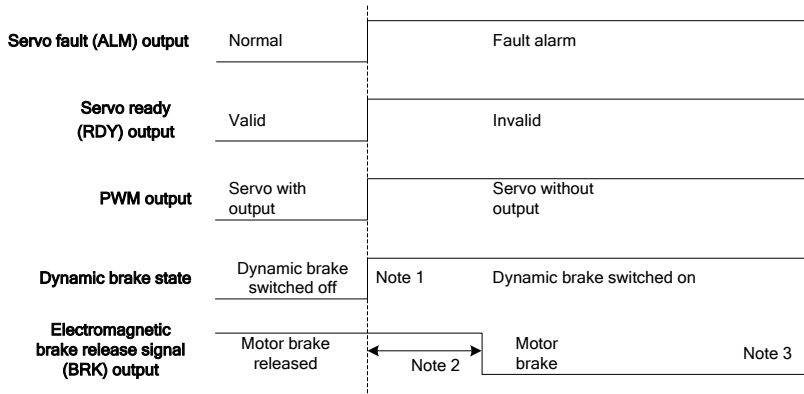 Servo fault (ALM) output
Normal
Fault alarm
Servo ready
(RDY) output
Valid
Invalid
PWM output
Servo with
output
Servo without
output
Dynamic brake state
Dynamic brake
switched off
Note 1
Dynamic brake switched on
Electromagnetic
brake release signal
(BRK) output
Motor brake
released
Note 2
Motor
brake
Note 3